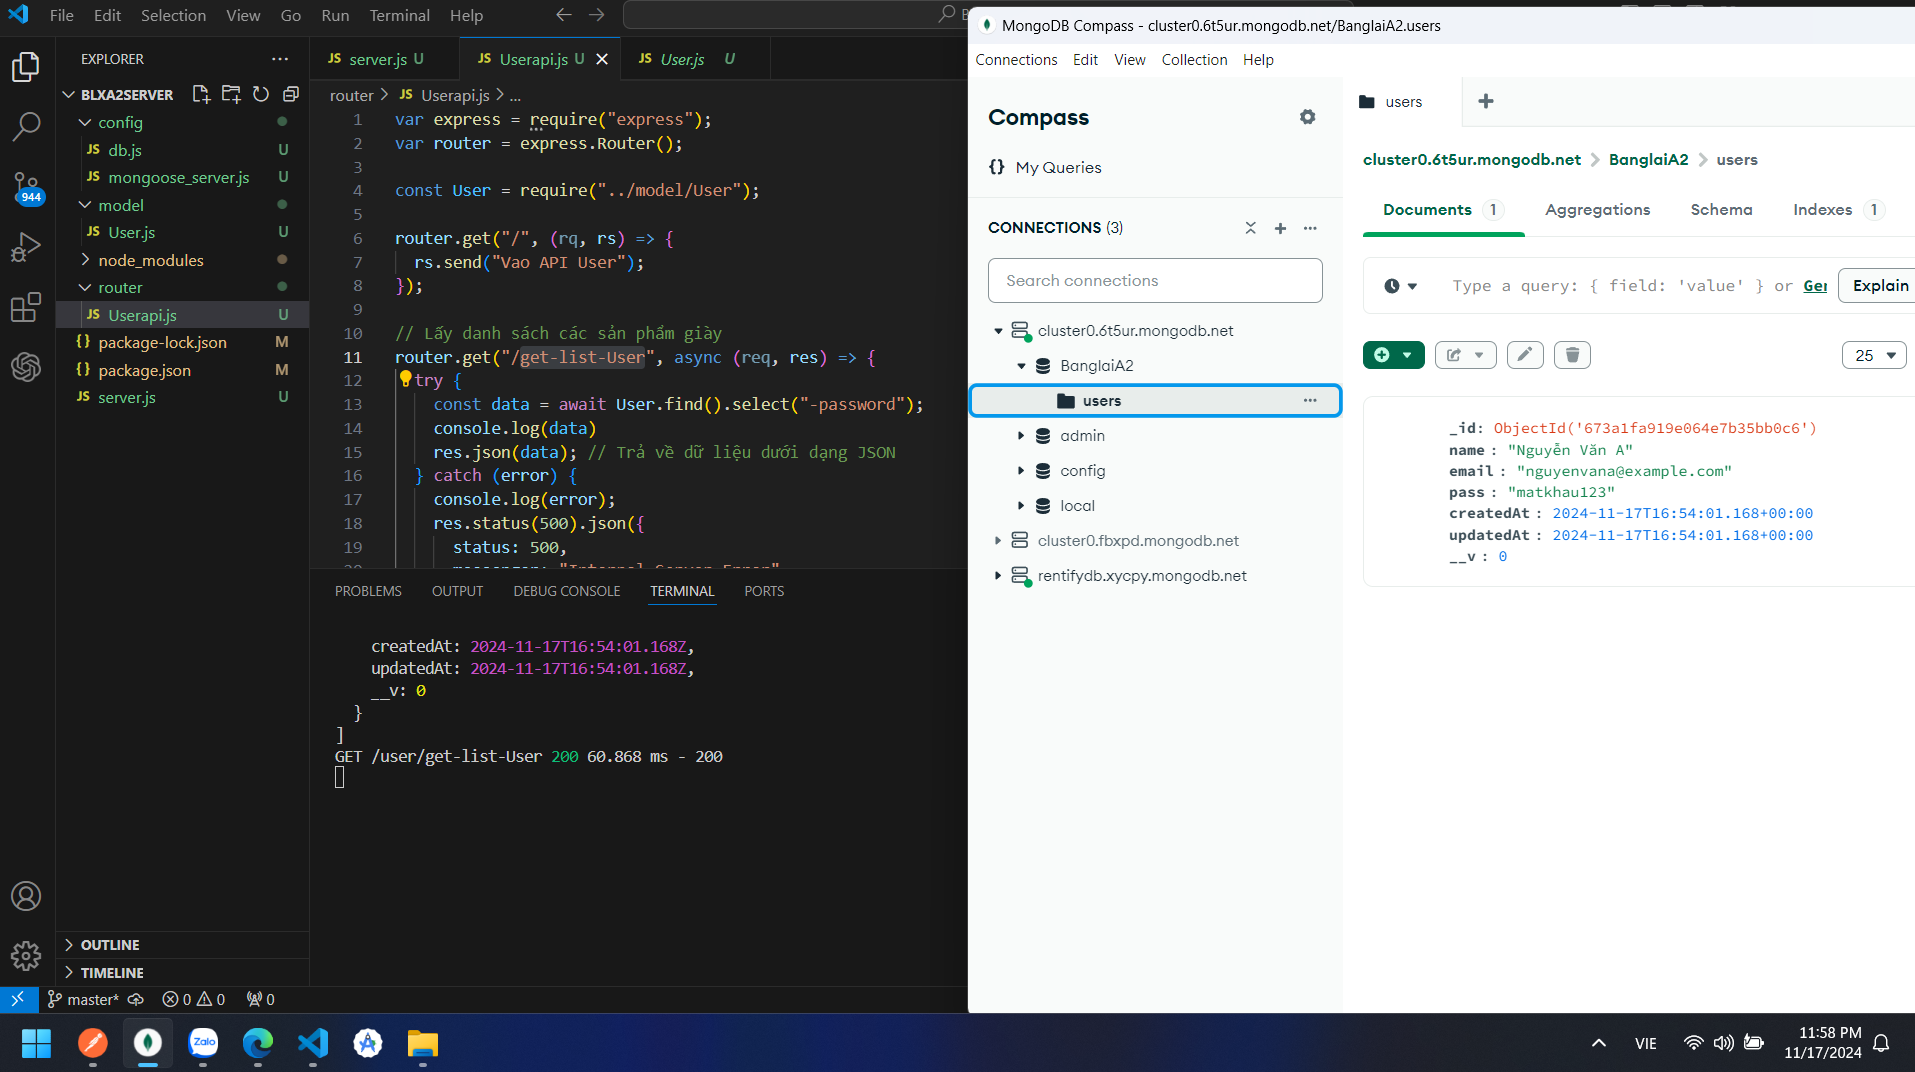 File Edit Selection View Go Run Terminal Help
EXPLORER
BLXA2SERVER
config
JS db.js U
JS mongoose_server.js U
model
JS User.js U
node_modules
router
JS Userapi.js U
{} package-lock.json M
{} package.json M
JS server.js U
944
OUTLINE
TIMELINE
JS server.js U
JS Userapi.js U
JS User.js U
router > JS Userapi.js > ...
1 var express = require("express");
2 var router = express.Router();
3
4 const User = require("../model/User");
5
6 router.get("/", (rq, rs) => {
7 rs.send("Vao API User");
8 });
9
10 // Lấy danh sách các sản phẩm giày
11 router.get("/get-list-User", async (req, res) => {
12 try {
13 const data = await User.find().select("-password");
14 console.log(data)
15 res.json(data); // Trả về dữ liệu dưới dạng JSON
16 } catch (error) {
17 console.log(error);
18 res.status(500).json({
19 status: 500,
PROBLEMS OUTPUT DEBUG CONSOLE TERMINAL PORTS
createdAt: 2024-11-17T16:54:01.168Z,
updatedAt: 2024-11-17T16:54:01.168Z,
__v: 0
}
]
GET /user/get-list-User 200 60.868 ms - 200
master* 0 0 0
MongoDB Compass - cluster0.6t5ur.mongodb.net/BanglaiA2.users
Connections Edit View Collection Help
Compass
{} My Queries
CONNECTIONS (3)
Search connections
cluster0.6t5ur.mongodb.net
BanglaiA2
users
admin
config
local
cluster0.fbxpd.mongodb.net
rentifydb.xycpy.mongodb.net
users
cluster0.6t5ur.mongodb.net > BanglaiA2 > users
Documents 1 Aggregations Schema Indexes 1
Type a query: { field: 'value' } or Explain
25
_id: ObjectId('673a1fa919e064e7b35bb0c6')
name : "Nguyễn Văn A"
email : "nguyenvana@example.com"
pass : "matkhau123"
createdAt : 2024-11-17T16:54:01.168+00:00
updatedAt : 2024-11-17T16:54:01.168+00:00
__v : 0
Zalo
VIE
11:58 PM
11/17/2024